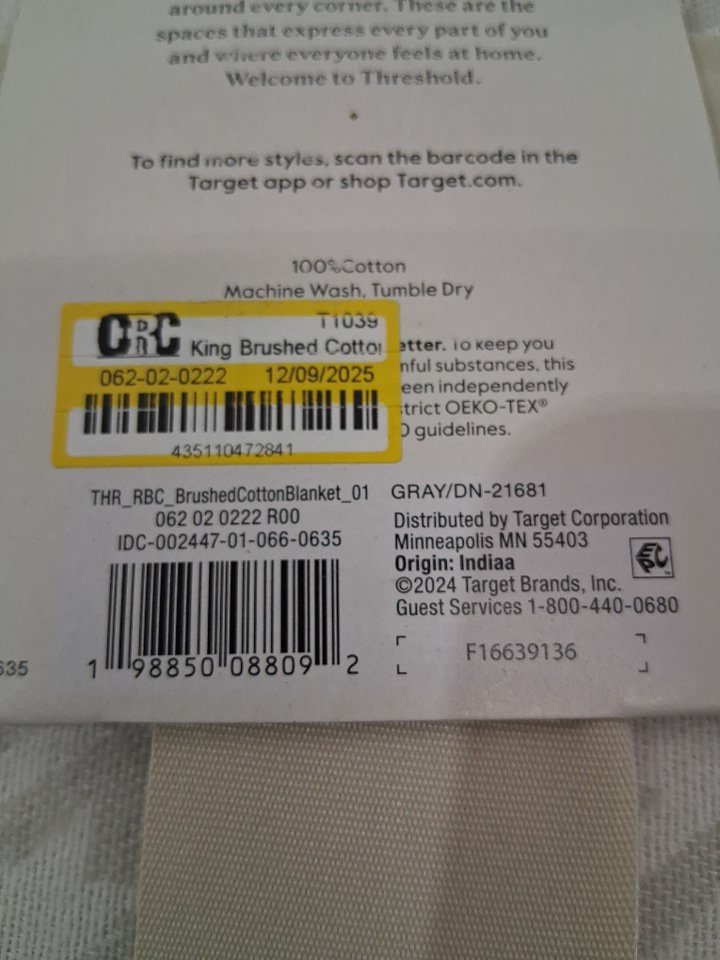 around every corner. These are the
spaces that express every part of you
and where everyone feels at home.
Welcome to Threshold.
To find more styles, scan the barcode in the
Target app or shop Target.com.
100%Cotton
Machine Wash, Tumble Dry
CRC
T1039
King Brushed Cotto
062-02-0222 12/09/2025
435110472841
etter. To keep you
nful substances, this
een independently
trict OEKO-TEX®
guidelines.
THR_RBC_BrushedCottonBlanket_01
062 02 0222 R00
IDC-002447-01-066-0635
1 98850 08809 2
635
GRAY/DN-21681
Distributed by Target Corporation
Minneapolis MN 55403
Origin: Indiaa
©2024 Target Brands, Inc.
Guest Services 1-800-440-0680
EPC
F16639136